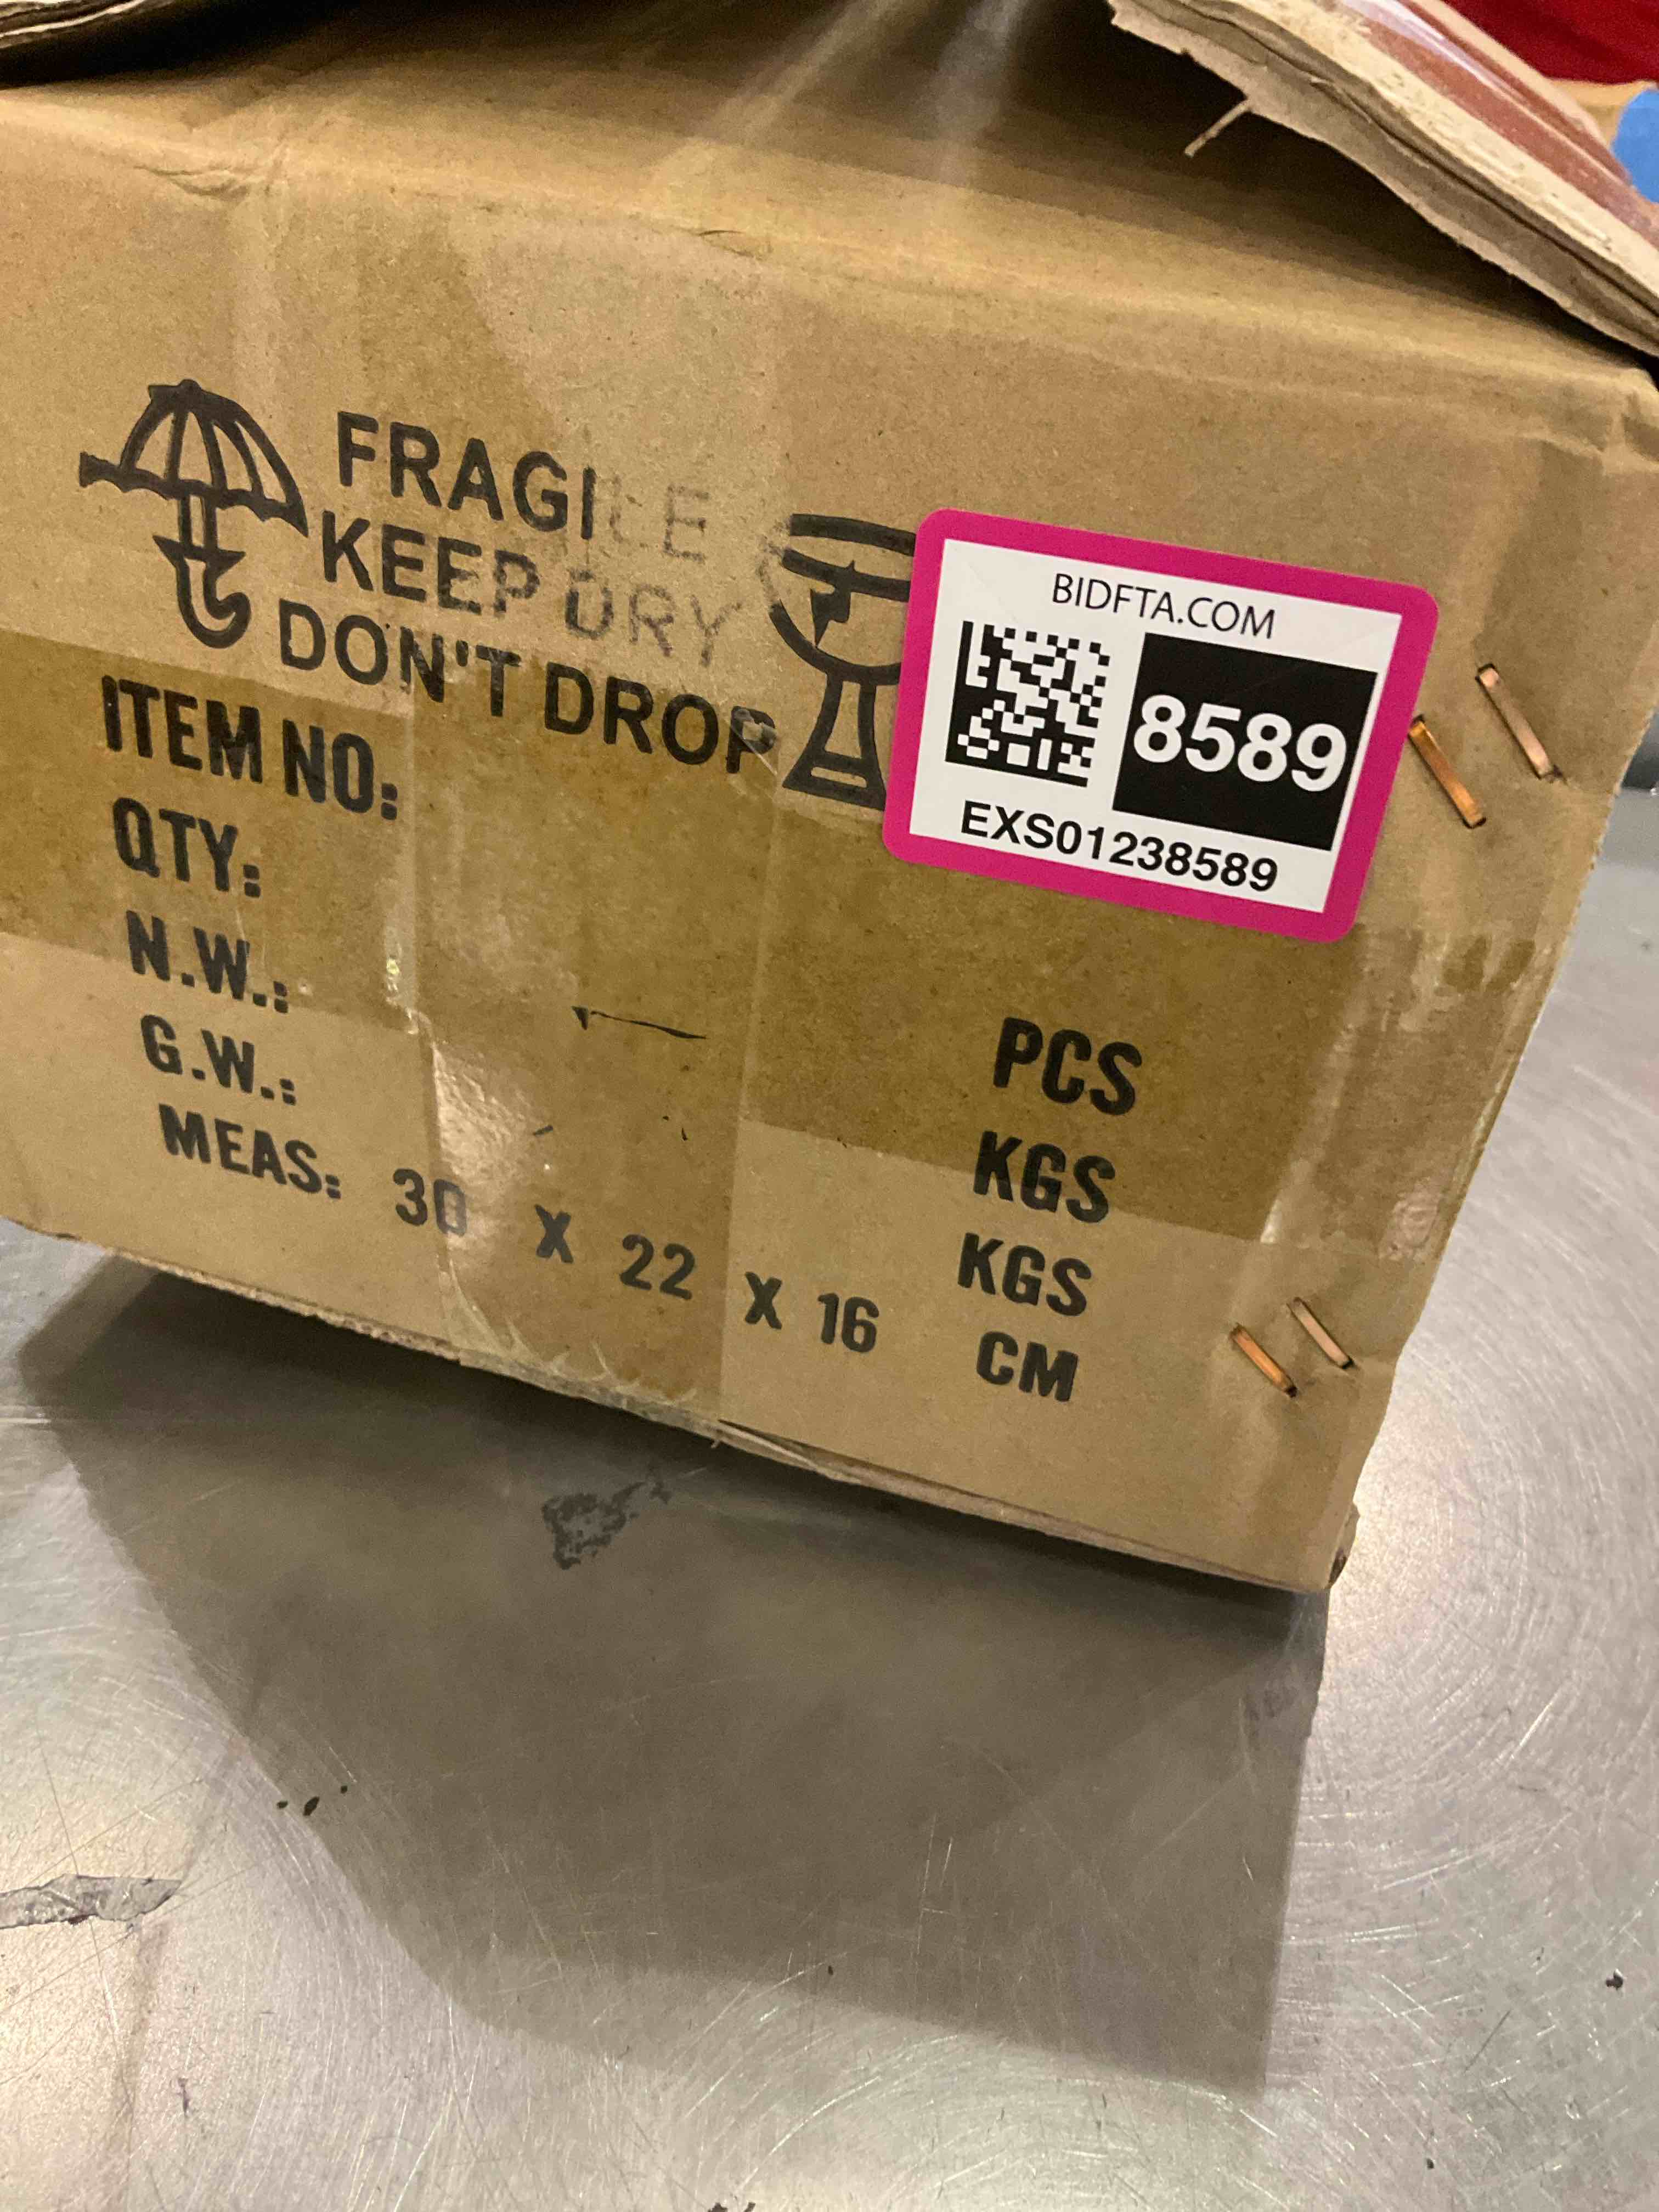 FRAGILE
KEEP DRY
DON'T DROP
BIDFTA.COM
8589
EXS01238589
ITEM NO:
QTY: PCS
N.W.: KGS
G.W.: KGS
MEAS: 30 X 22 X 16 CM